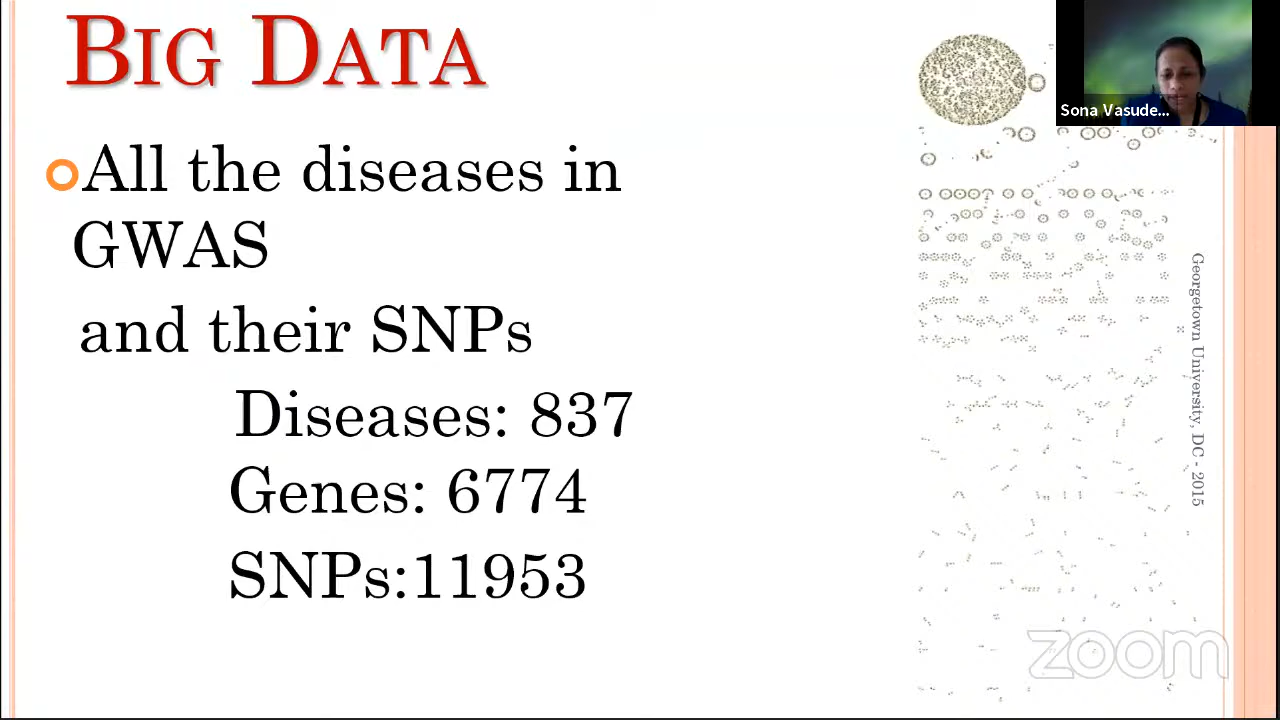 BIG DATA
Sona Vasude...
All the diseases in
GWAS
and their SNPs
Diseases: 837
Genes: 6774
SNPs:11953
Georgetown University, DC - 2015
zoom